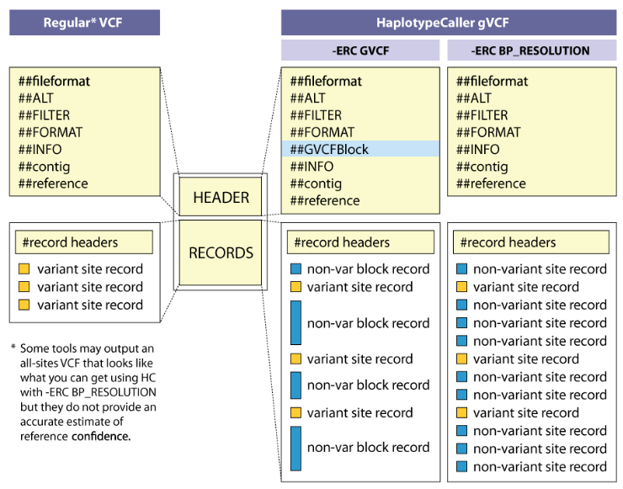 Regular* VCF
##fileformat
##ALT
##FILTER
##FORMAT
##INFO
##contig
##reference
#record headers
variant site record
variant site record
variant site record
* Some tools may output an
all-sites VCF that looks like
what you can get using HC
with -ERC BP_RESOLUTION
but they do not provide an
accurate estimate of
reference confidence.
HEADER
RECORDS
HaplotypeCaller gVCF
-ERC GVCF
##fileformat
##ALT
##FILTER
##FORMAT
##GVCFBlock
##INFO
##contig
##reference
#record headers
non-var block record
variant site record
non-var block record
variant site record
non-var block record
variant site record
non-var block record
-ERC BP_RESOLUTION
##fileformat
##ALT
##FILTER
##FORMAT
##INFO
##contig
##reference
#record headers
non-variant site record
variant site record
non-variant site record
non-variant site record
non-variant site record
variant site record
non-variant site record
non-variant site record
variant site record
non-variant site record
non-variant site record
non-variant site record